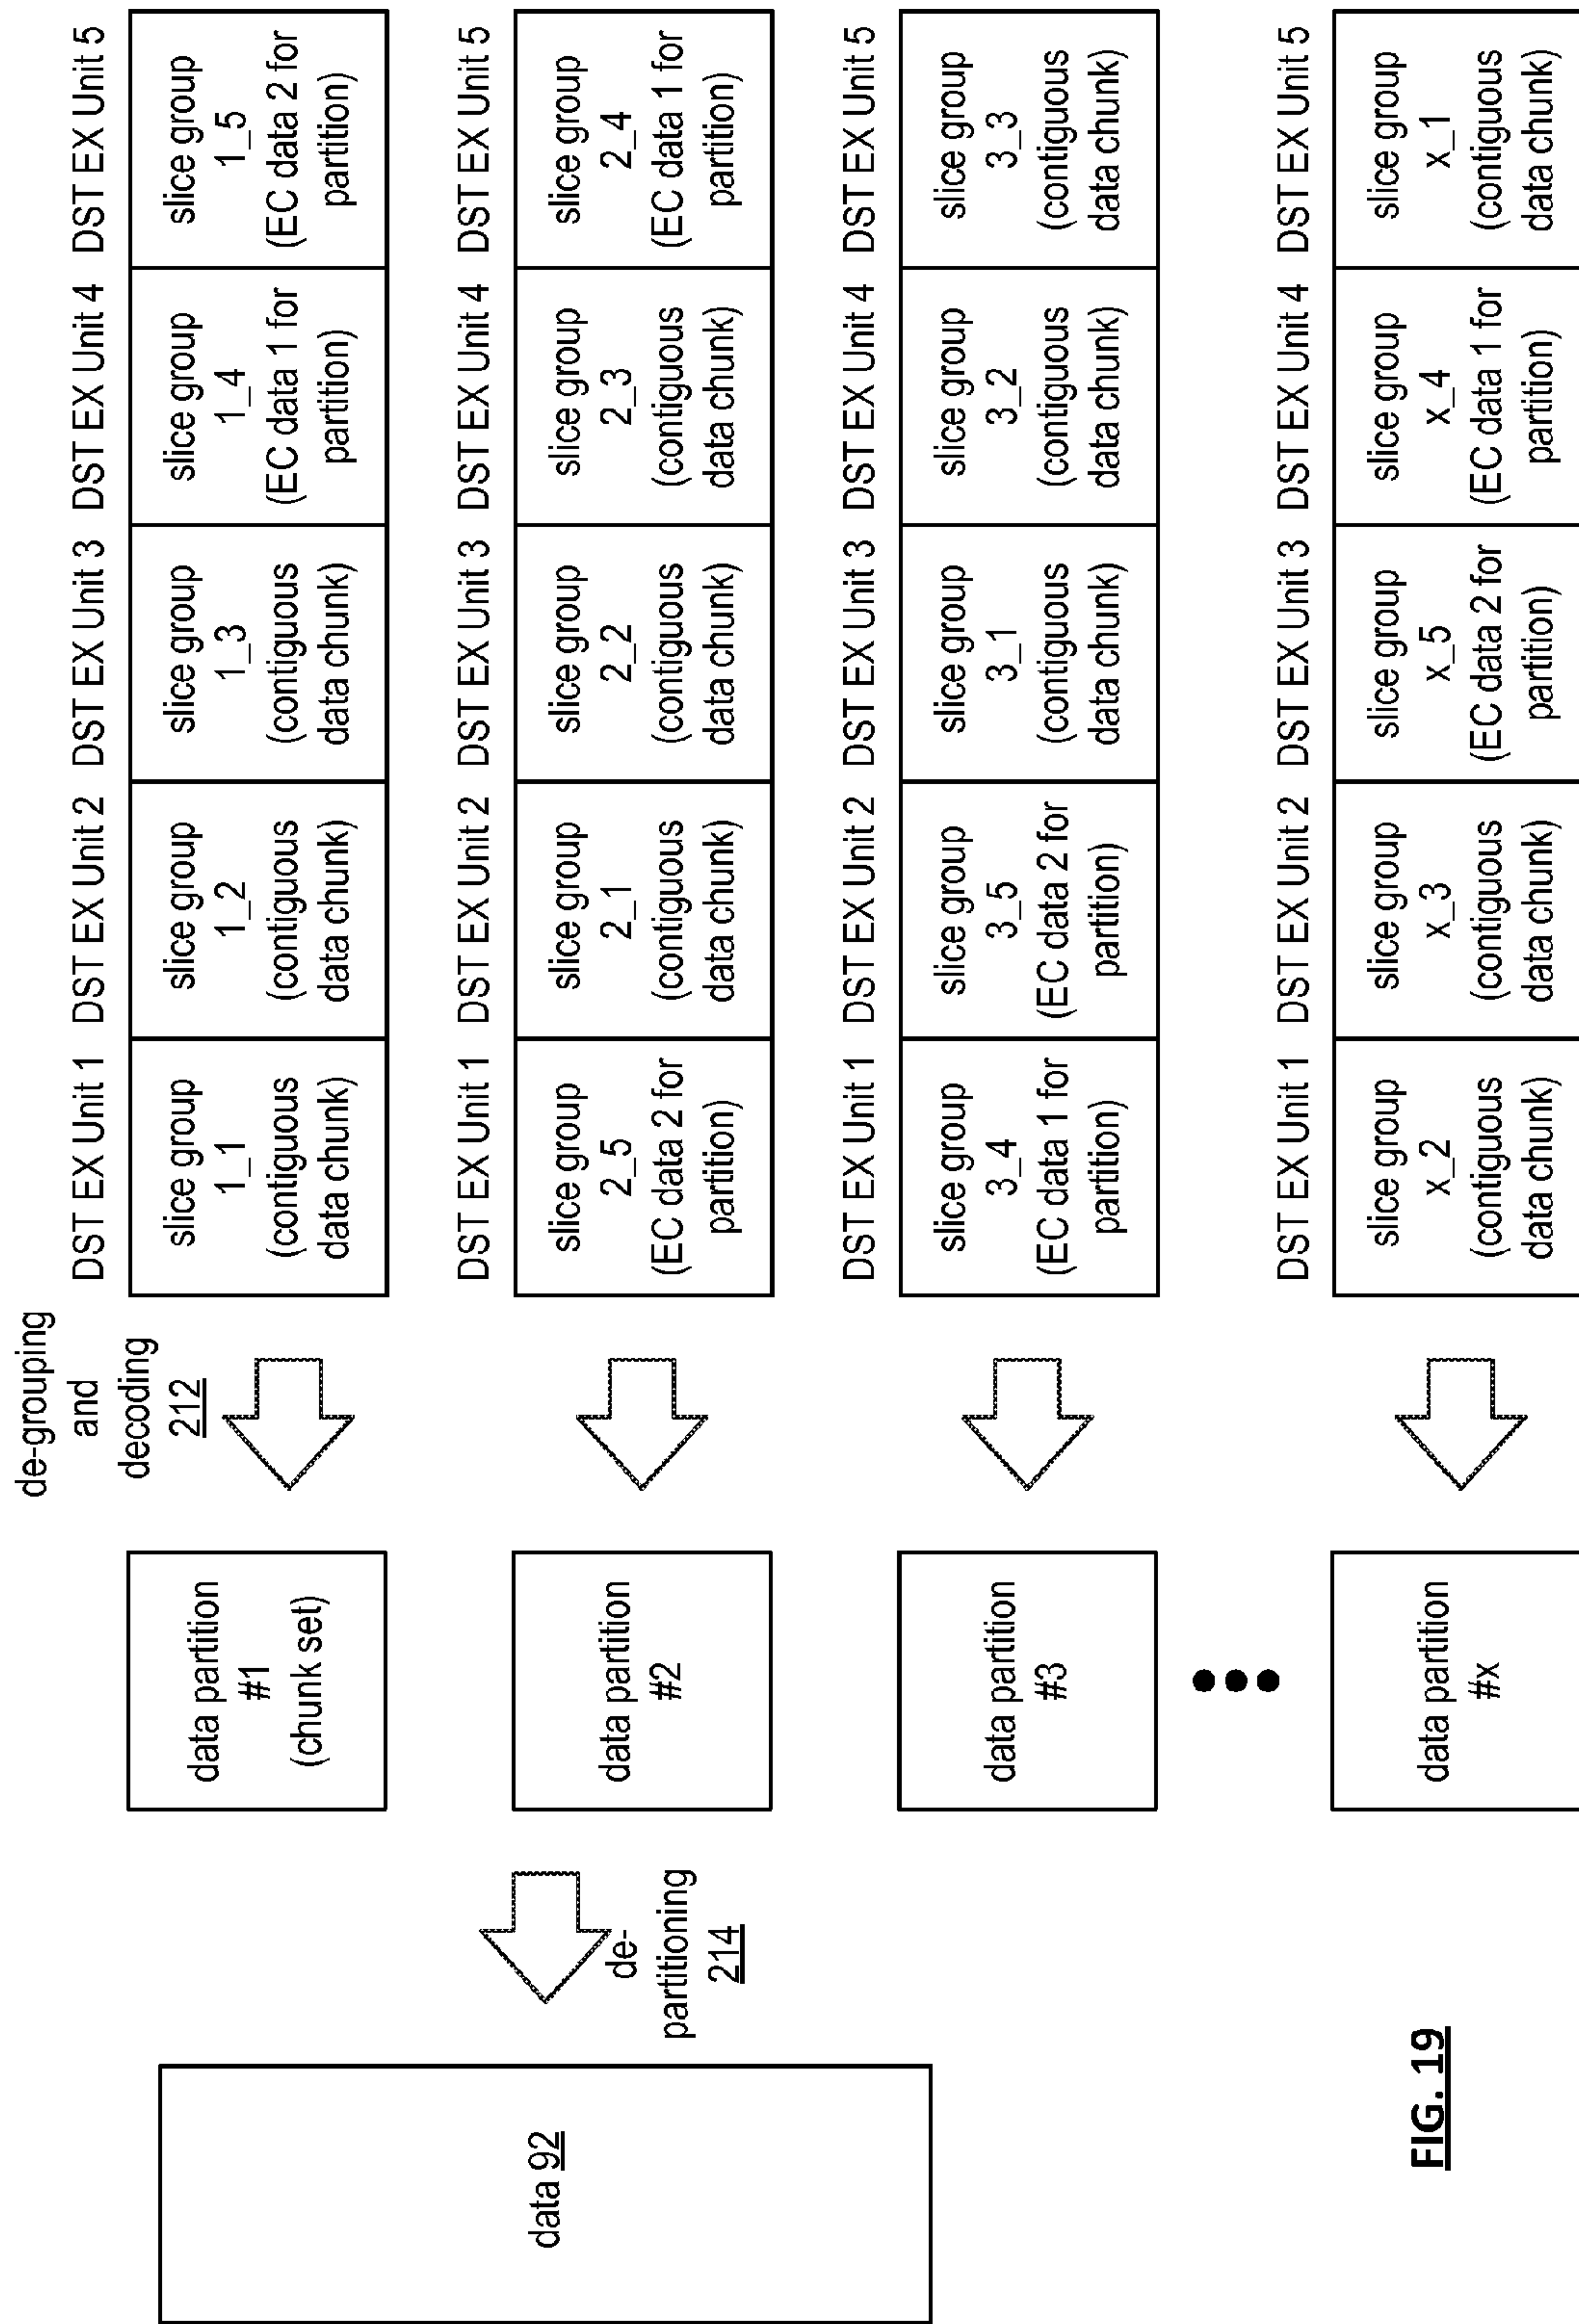 de-grouping
and
decoding
212
data 92
de-
partitioning
214
data partition
#1
(chunk set)
DST EX Unit 1
DST EX Unit 2
DST EX Unit 3
DST EX Unit 4
DST EX Unit 5
slice group
1_1
(contiguous
data chunk)
slice group
1_2
(contiguous
data chunk)
slice group
1_3
(contiguous
data chunk)
slice group
1_4
(EC data 1 for
partition)
slice group
1_5
(EC data 2 for
partition)
data partition
#2
DST EX Unit 1
DST EX Unit 2
DST EX Unit 3
DST EX Unit 4
DST EX Unit 5
slice group
2_5
(EC data 2 for
partition)
slice group
2_1
(contiguous
data chunk)
slice group
2_2
(contiguous
data chunk)
slice group
2_3
(contiguous
data chunk)
slice group
2_4
(EC data 1 for
partition)
data partition
#3
DST EX Unit 1
DST EX Unit 2
DST EX Unit 3
DST EX Unit 4
DST EX Unit 5
slice group
3_4
(EC data 1 for
partition)
slice group
3_5
(EC data 2 for
partition)
slice group
3_1
(contiguous
data chunk)
slice group
3_2
(contiguous
data chunk)
slice group
3_3
(contiguous
data chunk)
data partition
#x
DST EX Unit 1
DST EX Unit 2
DST EX Unit 3
DST EX Unit 4
DST EX Unit 5
slice group
x_2
(contiguous
data chunk)
slice group
x_3
(contiguous
data chunk)
slice group
x_5
(EC data 2 for
partition)
slice group
x_4
(EC data 1 for
partition)
slice group
x_1
(contiguous
data chunk)
FIG. 19